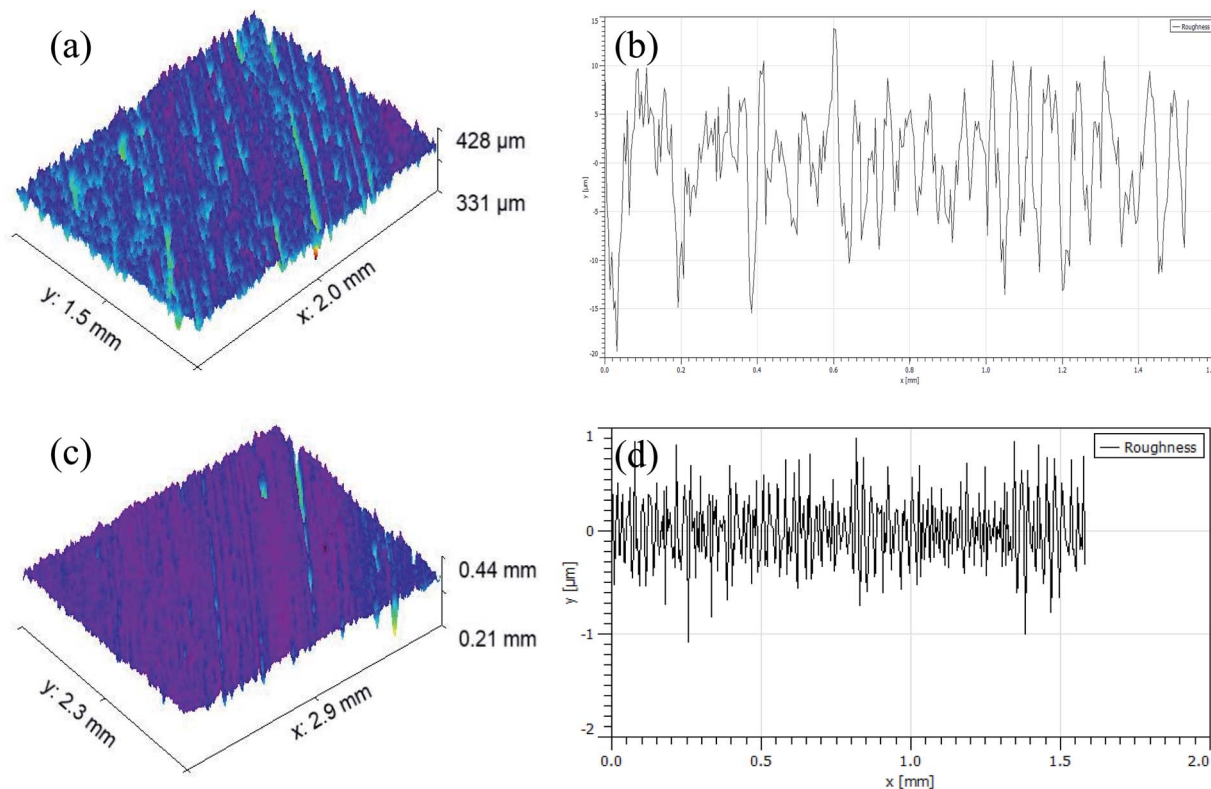 (a)
428 µm
331 µm
y: 1.5 mm
x: 2.0 mm
(b)
Roughness
15
10
5
-0
-5
-10
-15
-20
y [µm]
0.0 0.2 0.4 0.6 0.8 1.0 1.2 1.4
x [mm]
(c)
0.44 mm
0.21 mm
y: 2.3 mm
x: 2.9 mm
(d)
Roughness
1
0
-1
-2
y [µm]
0.0 0.5 1.0 1.5 2.0
x [mm]